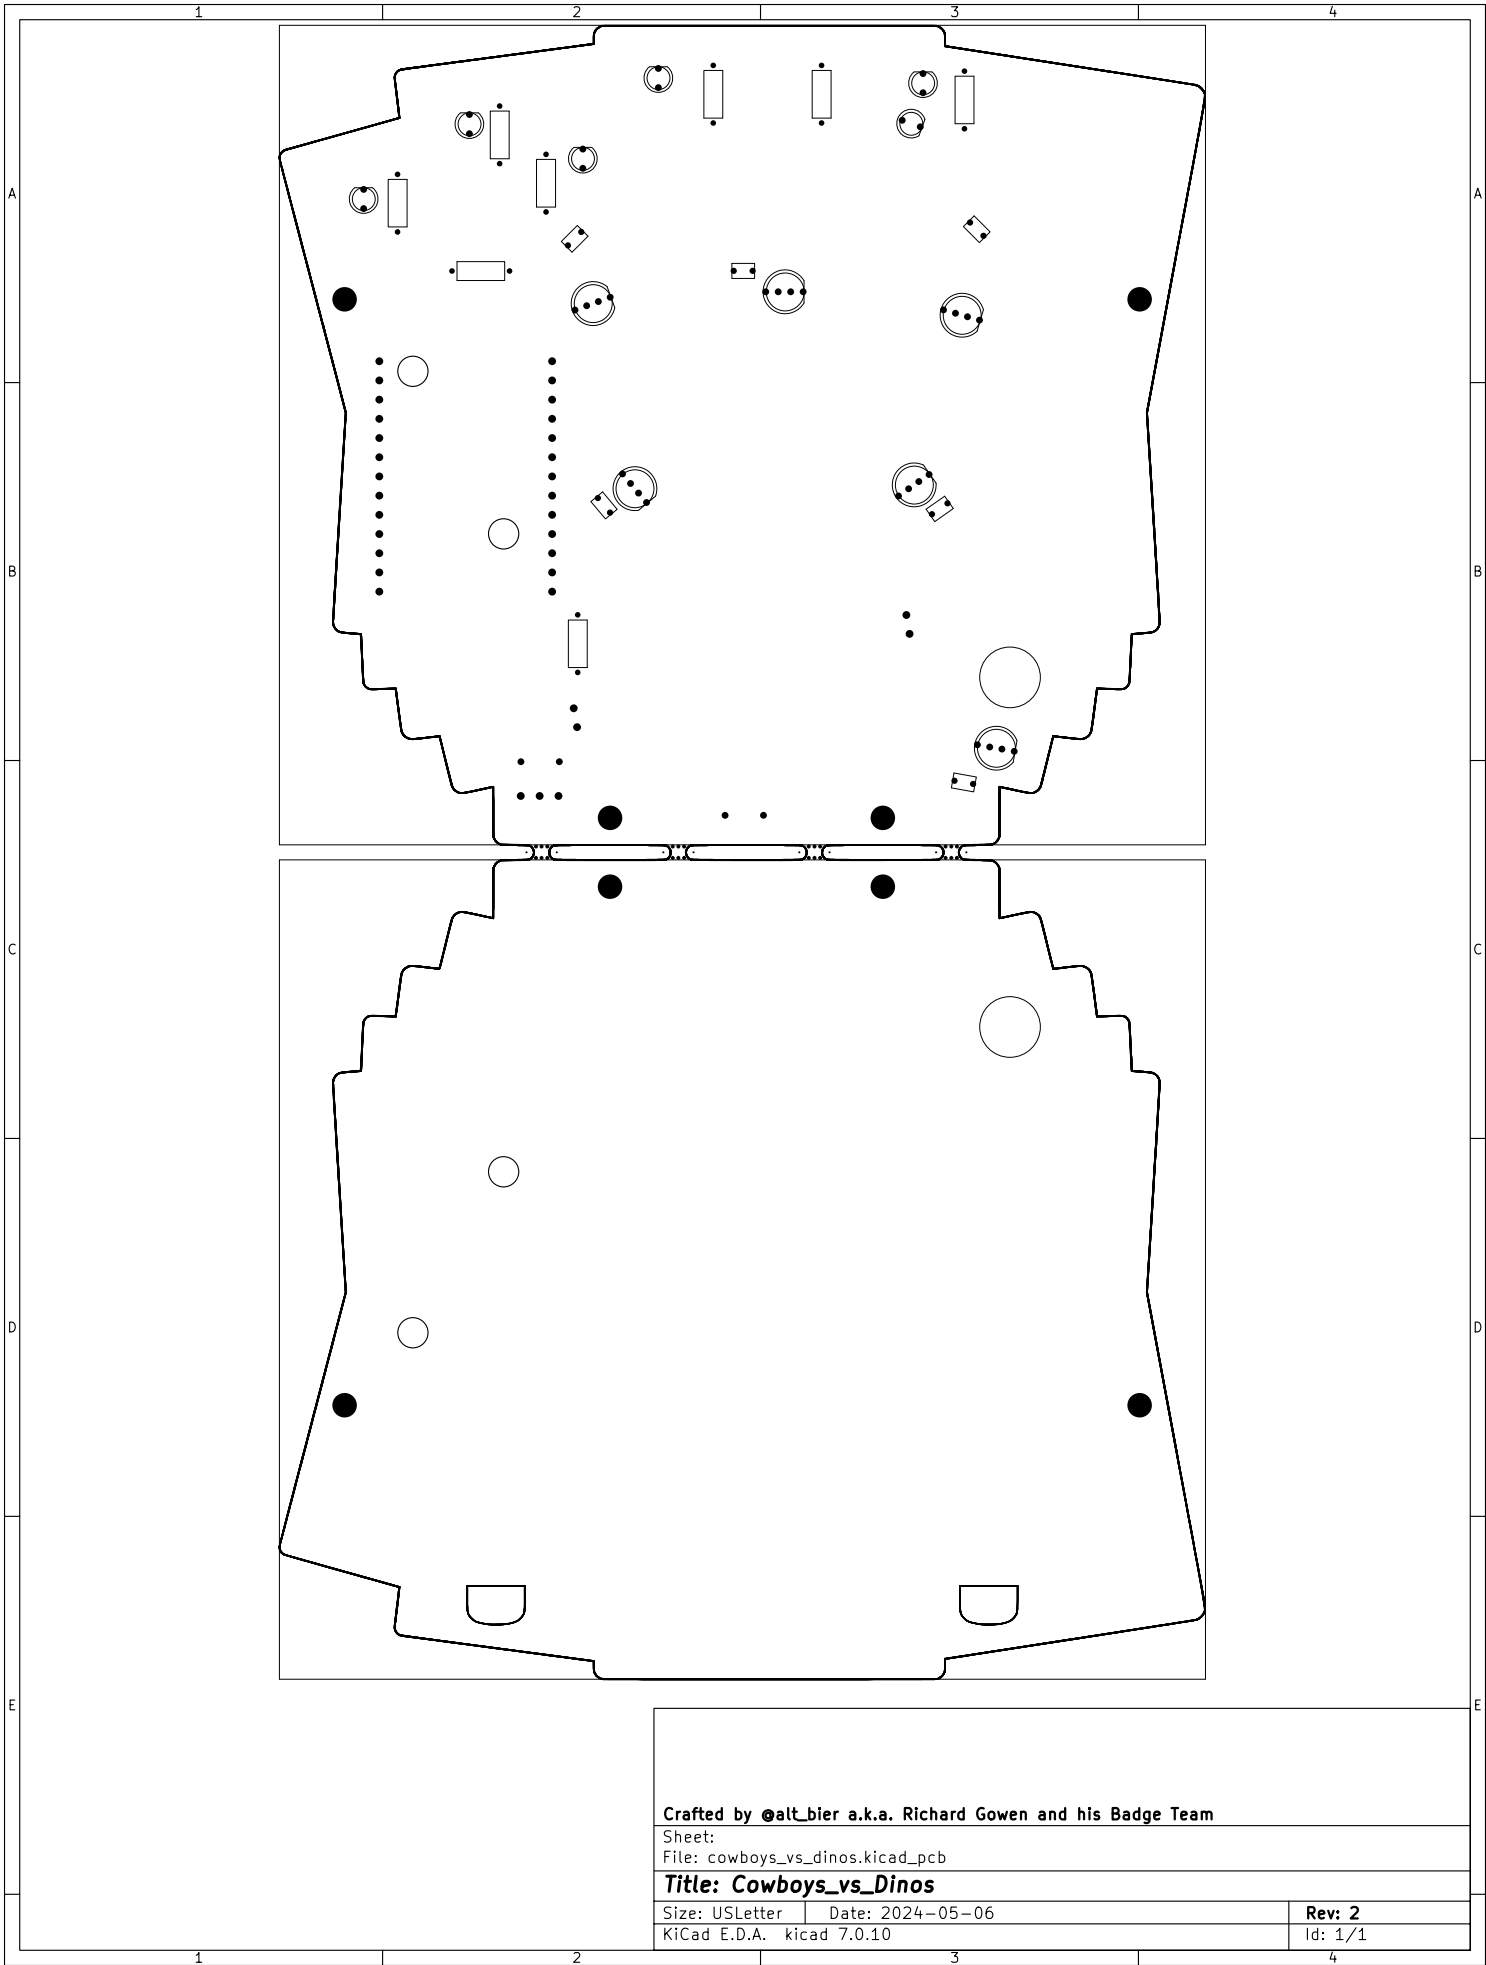 1 2 3 4
A A
B B
C C
D D
E E
Crafted by @alt_bier a.k.a. Richard Gowen and his Badge Team
Sheet:
File: cowboys_vs_dinos.kicad_pcb
Title: Cowboys_vs_Dinos
Size: USLetter Date: 2024-05-06 Rev: 2
KiCad E.D.A. kicad 7.0.10 Id: 1/1
1 2 3 4